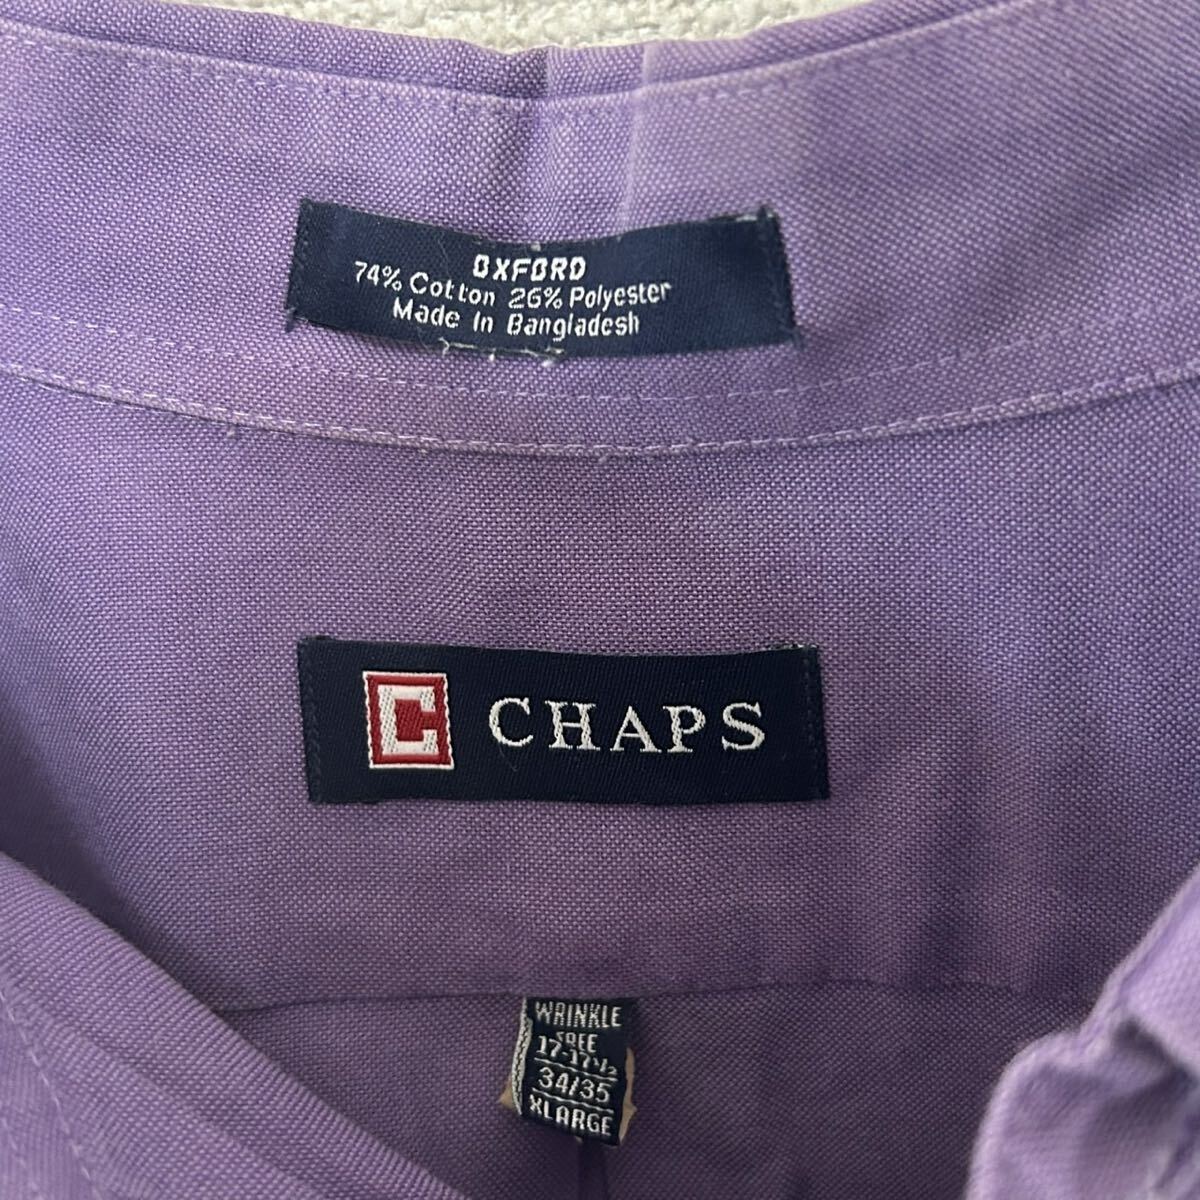 OXFORD
74% Cotton 26% Polyester
Made In Bangladesh
C CHAPS
WRINKLE
FREE
17-17½
34/35
XLARGE